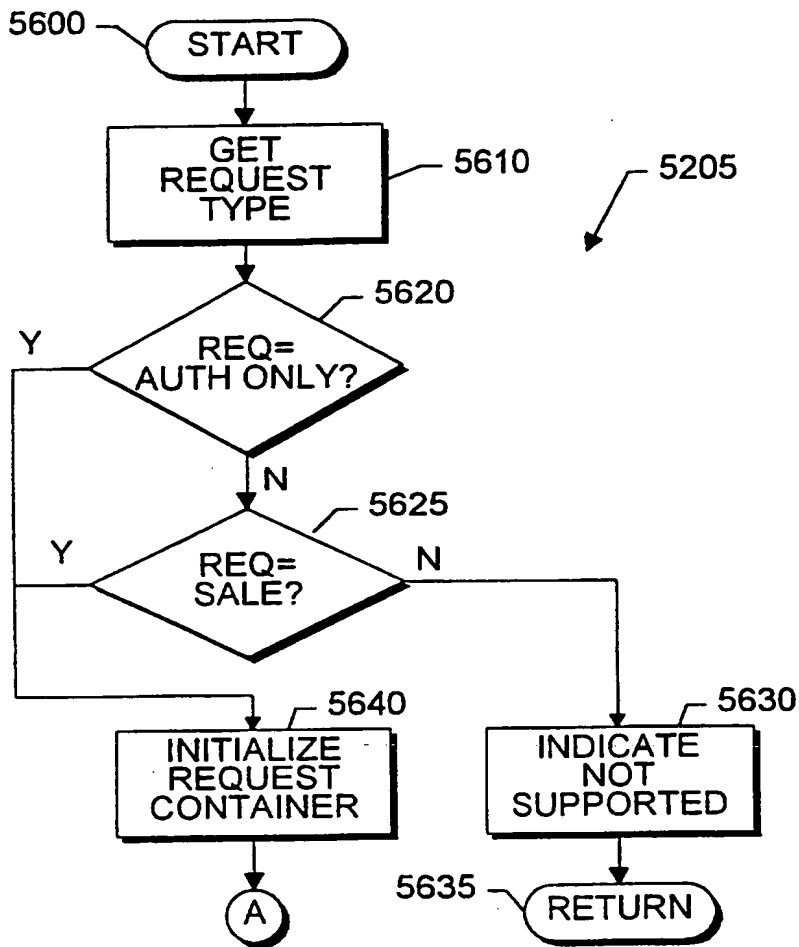 5600
START
GET
REQUEST
TYPE
5610
5205
5620
Y
REQ=
AUTH ONLY?
N
5625
Y
REQ=
SALE?
N
5640
INITIALIZE
REQUEST
CONTAINER
5630
INDICATE
NOT
SUPPORTED
A
5635
RETURN